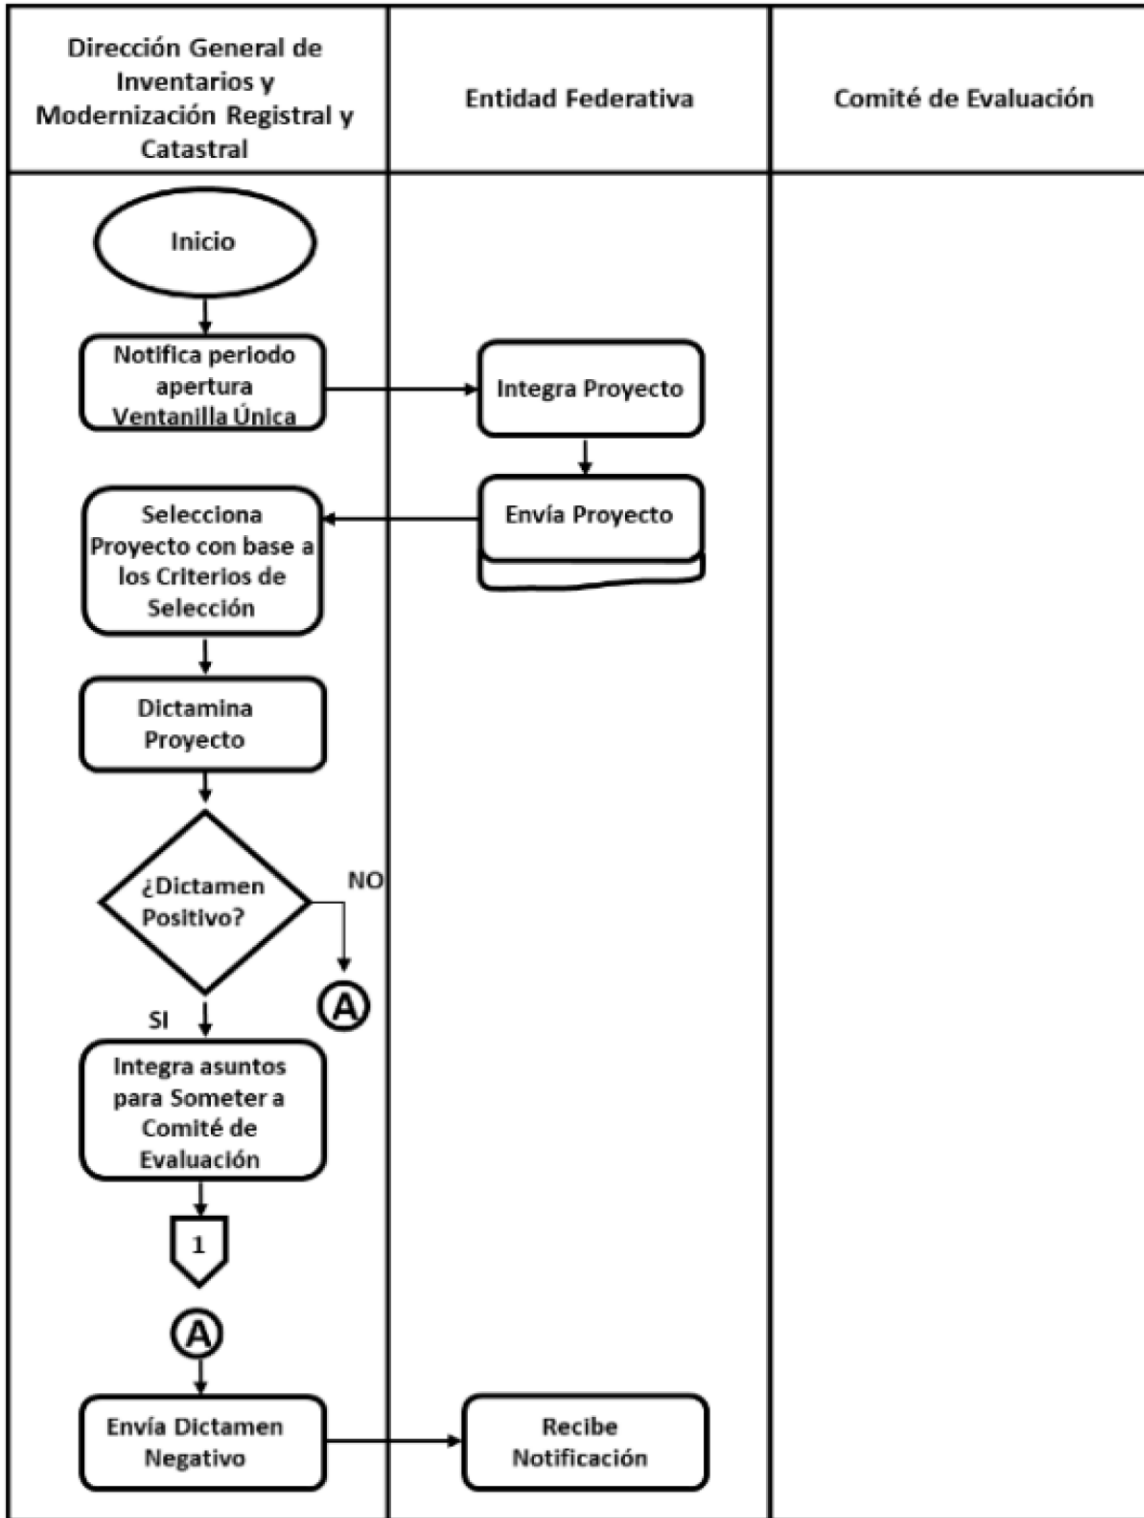 Dirección General de
Inventarios y
Modernización Registral y
Catastral
Entidad Federativa
Comité de Evaluación
Inicio
Notifica periodo
apertura
Ventanilla Única
Integra Proyecto
Envía Proyecto
Selecciona
Proyecto con base a
los Criterios de
Selección
Dictamina
Proyecto
¿Dictamen
Positivo?
NO
A
SI
Integra asuntos
para Someter a
Comité de
Evaluación
1
A
Envía Dictamen
Negativo
Recibe
Notificación